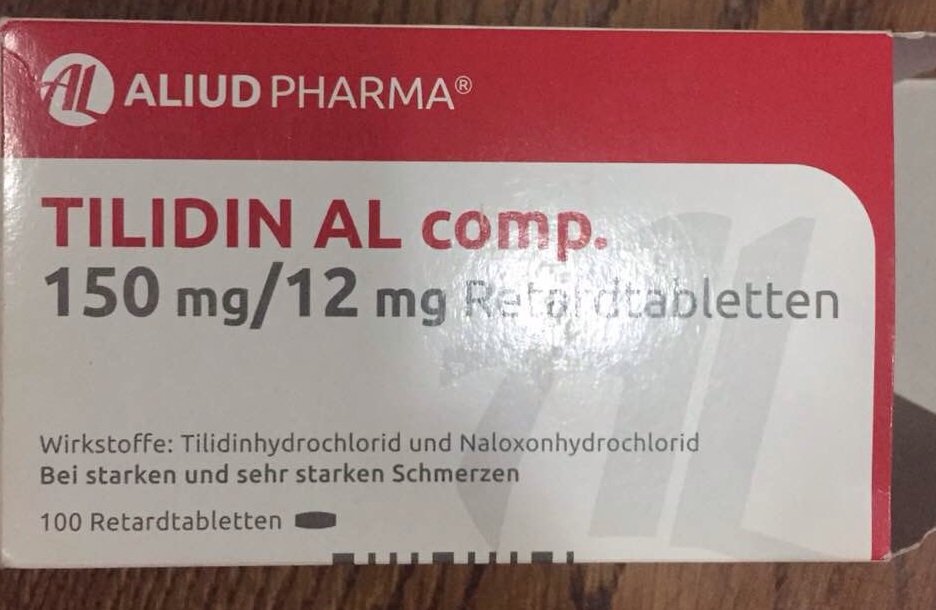 AL ALIUD PHARMA®
TILIDIN AL comp.
150 mg/12 mg Retardtabletten
Wirkstoffe: Tilidinhydrochlorid und Naloxonhydrochlorid
Bei starken und sehr starken Schmerzen
100 Retardtabletten